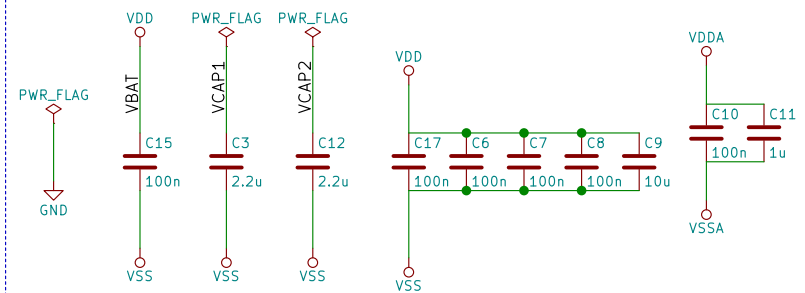 VDD PWR_FLAG PWR_FLAG
VDDA
VDD
PWR_FLAG
VBAT
VCAP1
VCAP2
C15 C3 C12 C17 C6 C7 C8 C9
C10 C11
100n 2.2u 2.2u 100n 100n 100n 100n 10u
100n 1u
GND
VSSA
VSS VSS VSS VSS